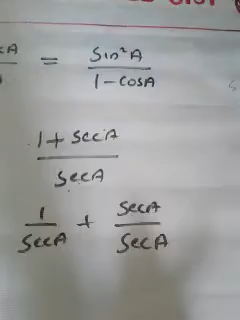 = Sin²A / 1 - cosA
1 + secA / secA
1 / secA + secA / secA